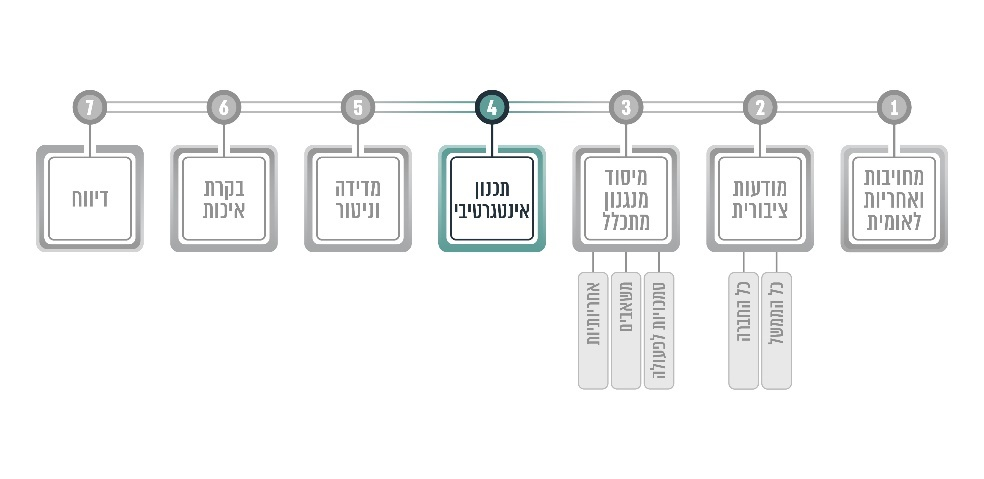 1
מחויבות
ואחריות
לאומית
2
מודעות
ציבורית
כל הממשל
כל החברה
3
מיסוד
מנגנון
מתכלל
סמכויות לפעולה
משאבים
אחריותיות
4
תכנון
אינטגרטיבי
5
מדידה
וניטור
6
בקרת
איכות
7
דיווח